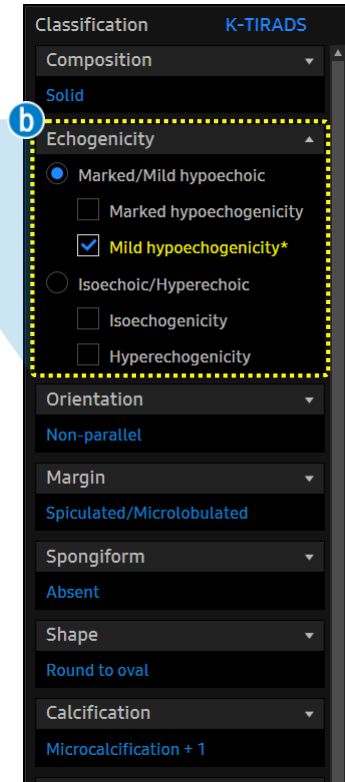 Classification K-TIRADS
Composition
Solid
b
Echogenicity
Marked/Mild hypoechoic
Marked hypoechogenicity
Mild hypoechogenicity*
Isoechoic/Hyperechoic
Isoechogenicity
Hyperechogenicity
Orientation
Non-parallel
Margin
Spiculated/Microlobulated
Spongiform
Absent
Shape
Round to oval
Calcification
Microcalcification + 1